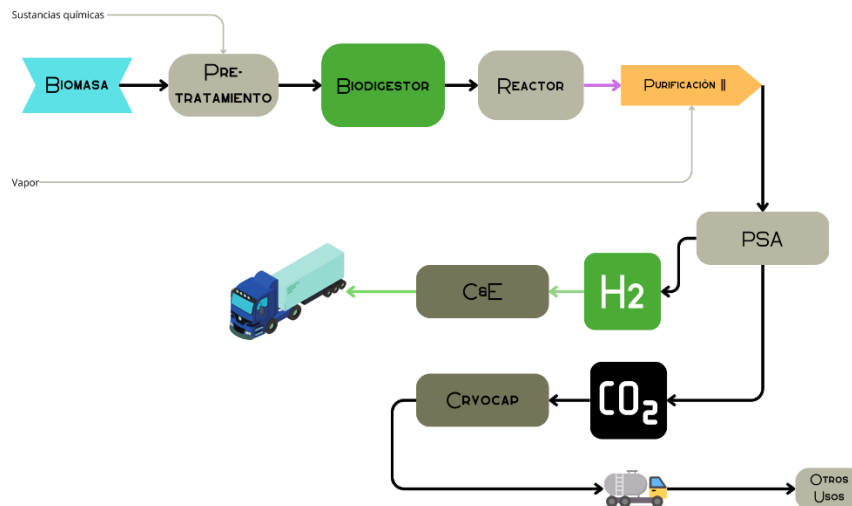 Sustancias químicas
Biomasa
Pre-
tratamiento
Biodigestor
Reactor
Purificación II
Vapor
PSA
C&E
H2
Cryocap
CO₂
Otros
Usos